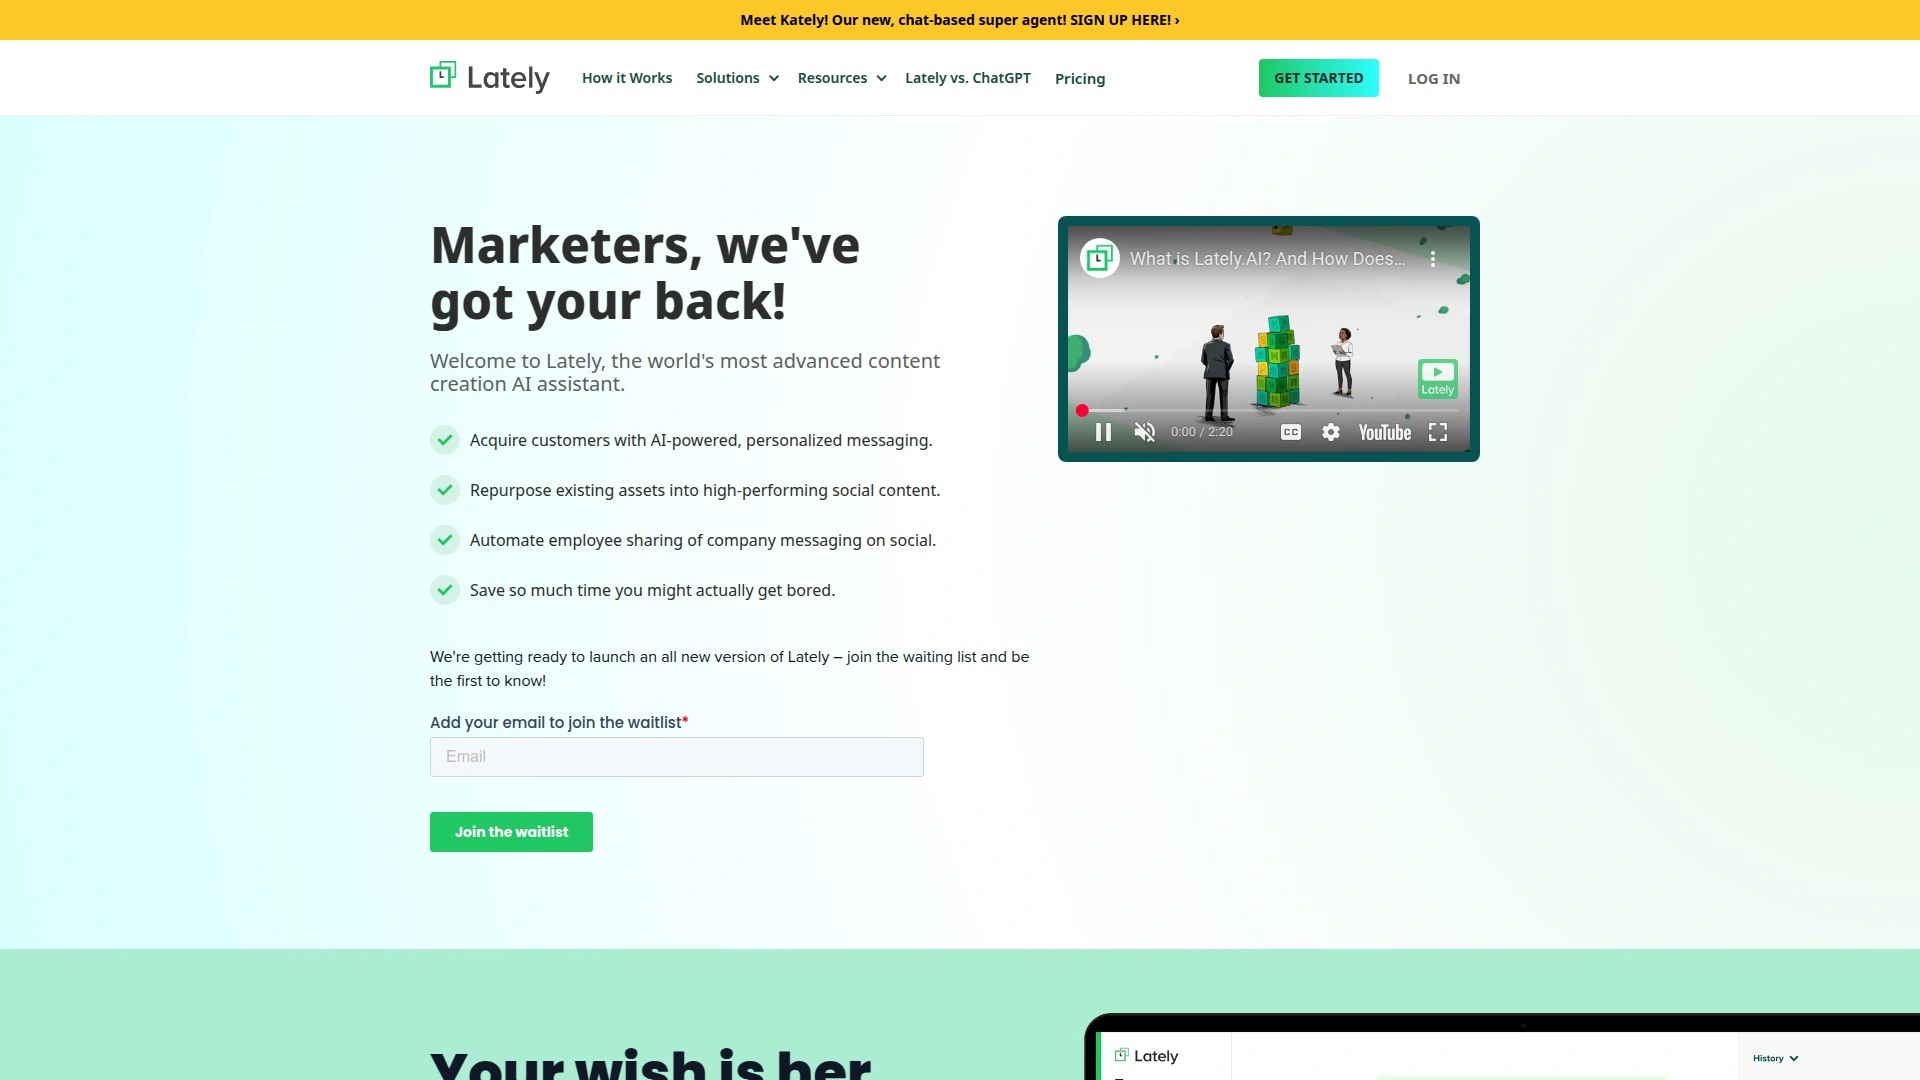 Meet Kately! Our new, chat-based super agent! SIGN UP HERE! ›
Lately
How it Works
Solutions
Resources
Lately vs. ChatGPT
Pricing
GET STARTED
LOG IN
Marketers, we've
got your back!
Welcome to Lately, the world's most advanced content
creation AI assistant.
Acquire customers with AI-powered, personalized messaging.
Repurpose existing assets into high-performing social content.
Automate employee sharing of company messaging on social.
Save so much time you might actually get bored.
We're getting ready to launch an all new version of Lately – join the waiting list and be
the first to know!
Add your email to join the waitlist*
Email
Join the waitlist
What is Lately.AI? And How Does...
Lately
0:00 / 2:20
CC
YouTube
Your wish is her
Lately
History